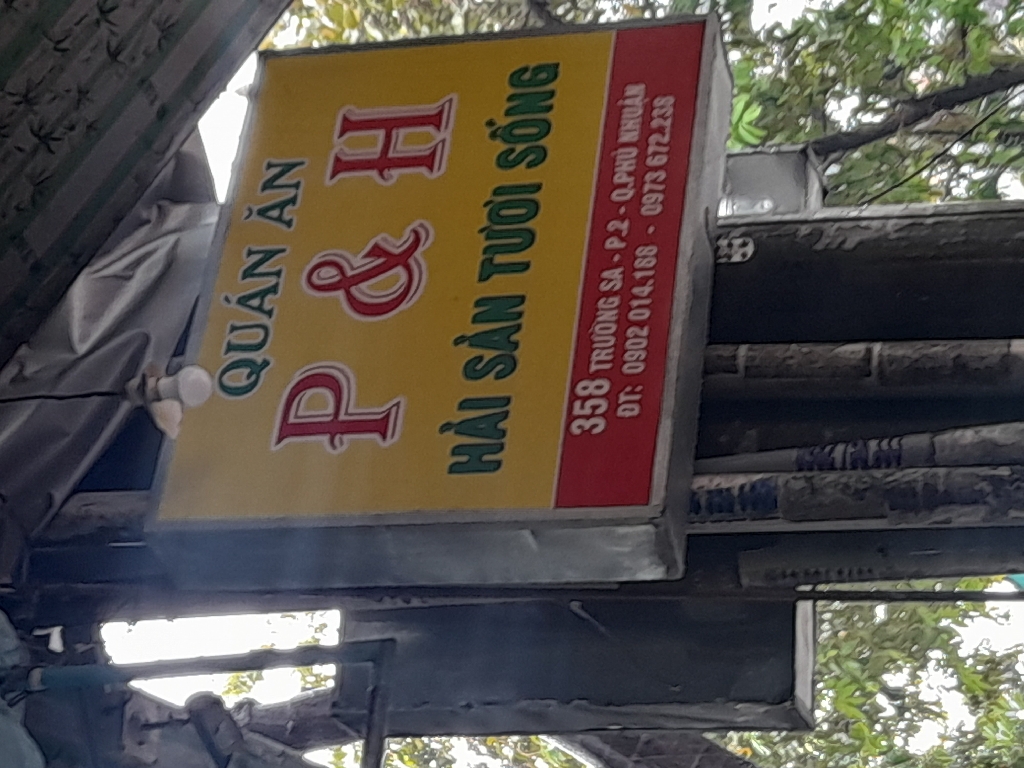 QUÁN ĂN
P & H
HẢI SẢN TƯƠI SỐNG
358 TRƯỜNG SA - P.2 - Q.PHÚ NHUẬN
ĐT: 0902 014.168 - 0973 672.238